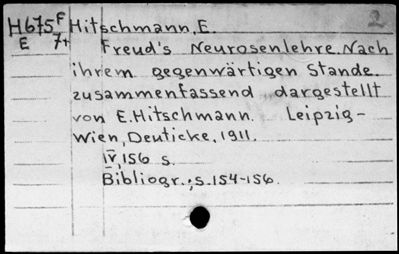 H675F Hitschmann, E. 2
E 7+ Freud's Neurosenlehre. Nach
ihrem gegenwärtigen Stande.
zusammenfassend dargestellt
von E. Hitschmann. Leipzig-
Wien, Deuticke, 1911.
IV, 156 s.
Bibliogr.: s. 154-156.